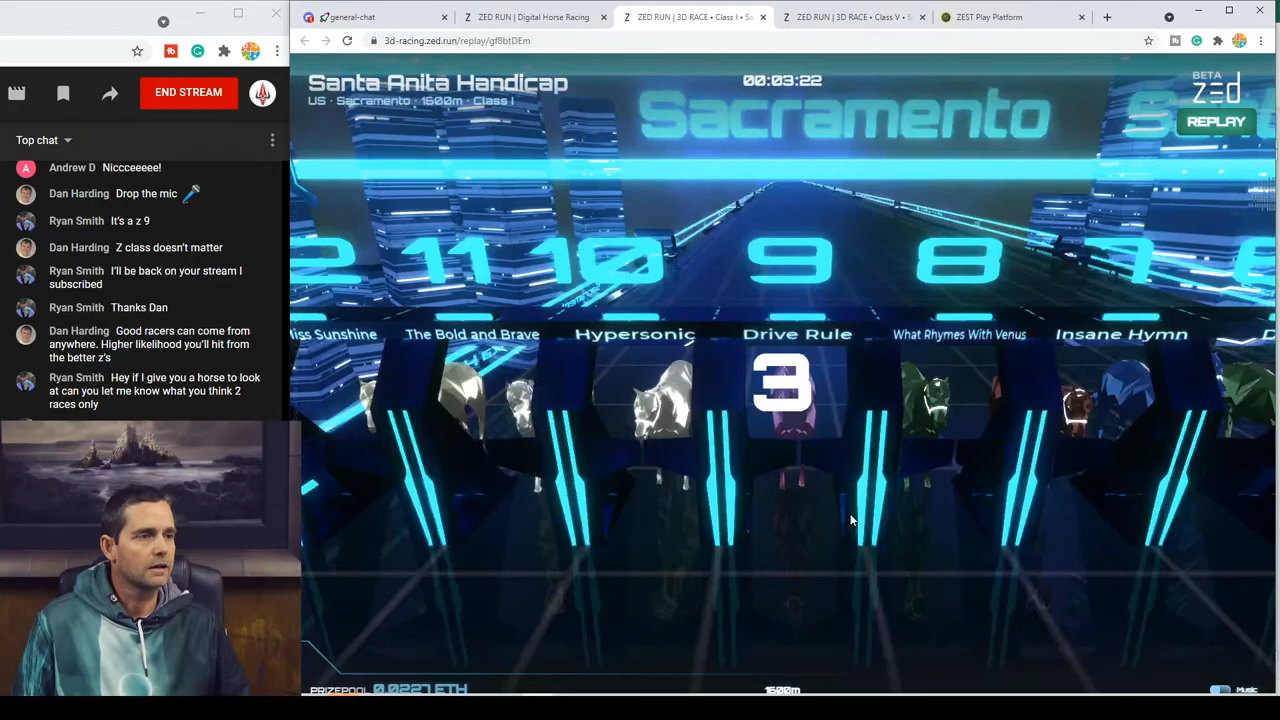 general-chat
ZED RUN | Digital Horse Racing
ZED RUN | 3D RACE • Class I • Sa
ZED RUN | 3D RACE • Class V • S
ZEST Play Platform
3d-racing.zed.run/replay/gf8btDEm
END STREAM
Top chat
Andrew D Niccceeeee!
Dan Harding Drop the mic
Ryan Smith It's a z 9
Dan Harding Z class doesn't matter
Ryan Smith I'll be back on your stream I
subscribed
Ryan Smith Thanks Dan
Dan Harding Good racers can come from
anywhere. Higher likelihood you'll hit from
the better z's
Ryan Smith Hey if I give you a horse to look
at can you let me know what you think 2
races only
Santa Anita Handicap
US · Sacramento · 1600m · Class I
00:03:22
BETA
zed
REPLAY
Sacramento
2 11 10 9 8 7 6
iss Sunshine The Bold and Brave Hypersonic Drive Rule What Rhymes With Venus Insane Hymn D
3
PRIZEPOOL 0.0227 ETH
1600m
Music